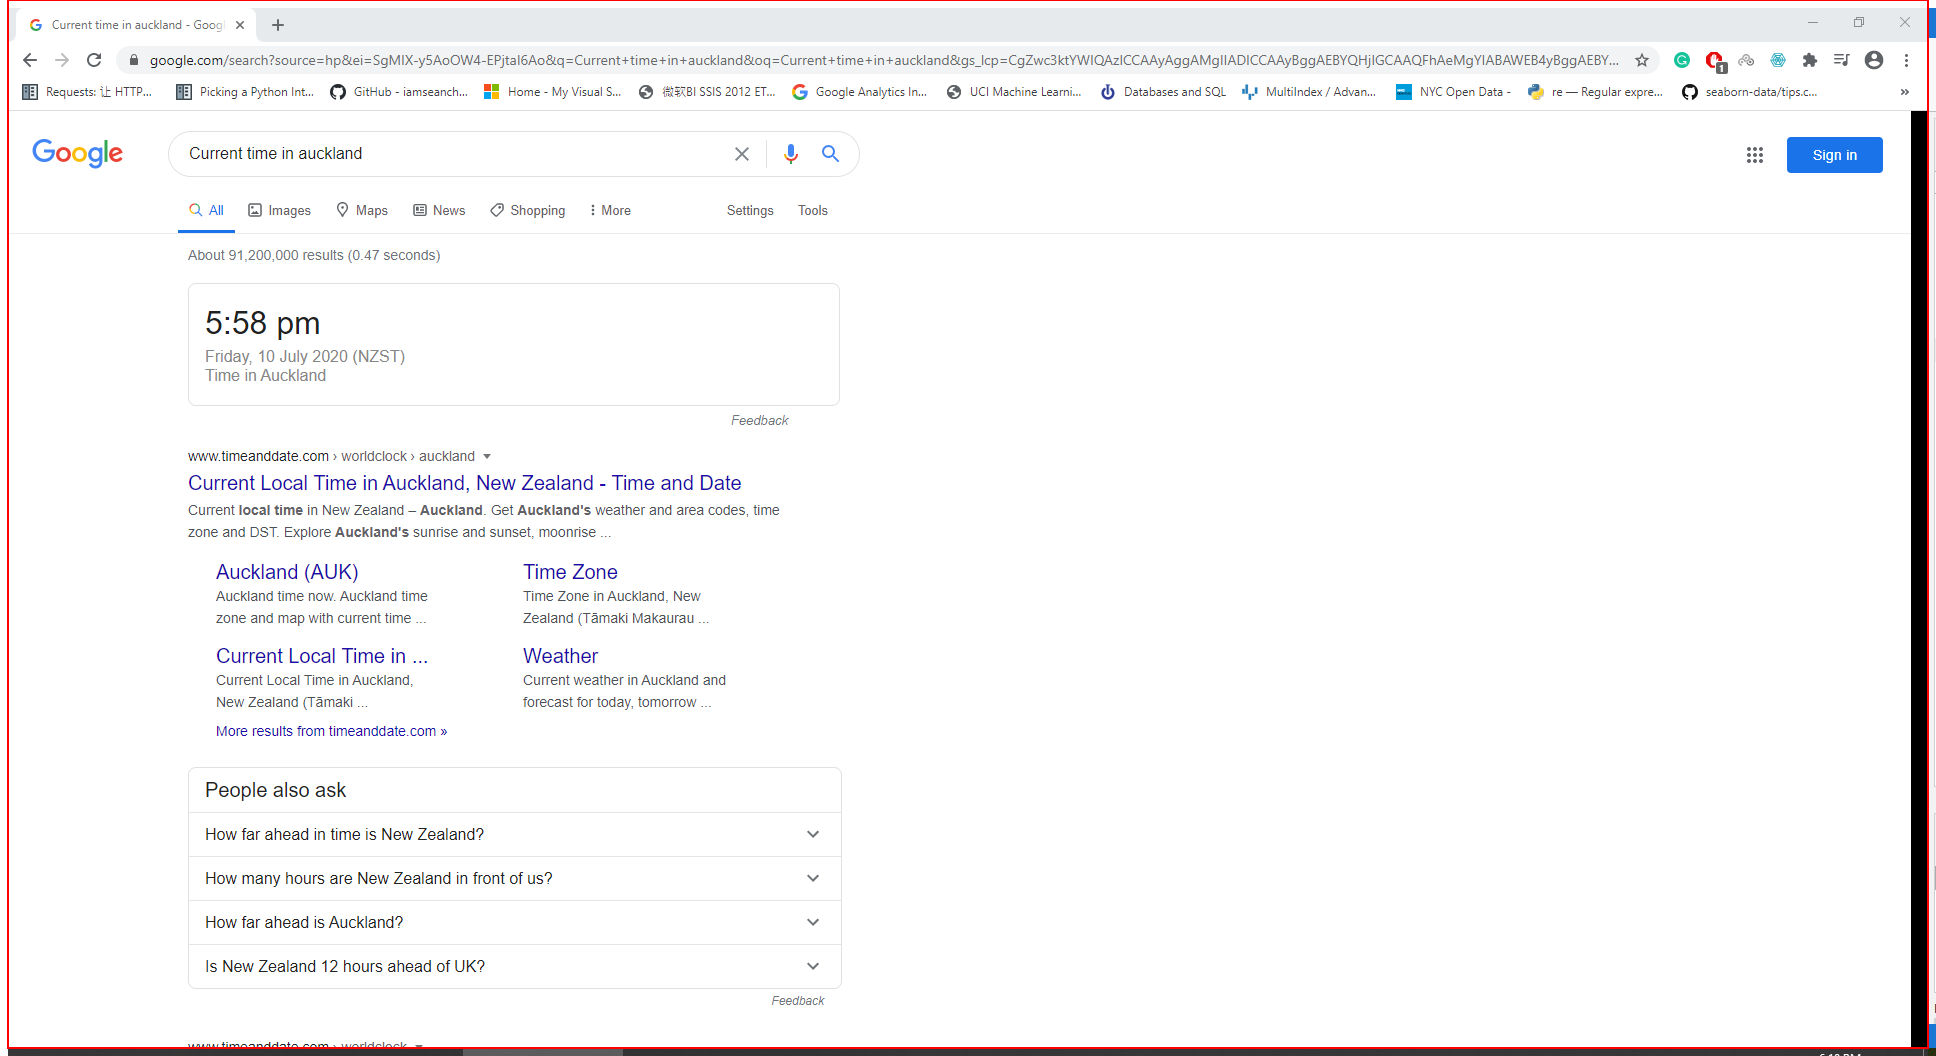 Current time in auckland - Goog
google.com/search?source=hp&ei=SgMIX-y5AoOW4-EPjtaI6Ao&q=Current+time+in+auckland&oq=Current+time+in+auckland&gs_lcp=CgZwc3ktYWIQAzICCAAyAggAMgIIADICCAAyBggAEBYQHjIGCAAQFhAeMgYIABAWEB4yBggAEBY...
1
Requests: 让 HTTP...
Picking a Python Int...
GitHub - iamseanch...
Home - My Visual S...
微软BI SSIS 2012 ET...
Google Analytics In...
UCI Machine Learni...
Databases and SQL
MultiIndex / Advan...
NYC Open Data -
re — Regular expre...
seaborn-data/tips.c...
»
Google
Current time in auckland
Sign in
All
Images
Maps
News
Shopping
More
Settings
Tools
About 91,200,000 results (0.47 seconds)
5:58 pm
Friday, 10 July 2020 (NZST)
Time in Auckland
Feedback
www.timeanddate.com › worldclock › auckland
Current Local Time in Auckland, New Zealand - Time and Date
Current local time in New Zealand – Auckland. Get Auckland's weather and area codes, time
zone and DST. Explore Auckland's sunrise and sunset, moonrise ...
Auckland (AUK)
Auckland time now. Auckland time
zone and map with current time ...
Time Zone
Time Zone in Auckland, New
Zealand (Tāmaki Makaurau ...
Current Local Time in ...
Current Local Time in Auckland,
New Zealand (Tāmaki ...
Weather
Current weather in Auckland and
forecast for today, tomorrow ...
More results from timeanddate.com »
People also ask
How far ahead in time is New Zealand?
How many hours are New Zealand in front of us?
How far ahead is Auckland?
Is New Zealand 12 hours ahead of UK?
Feedback
www.timeanddate.com › worldclock